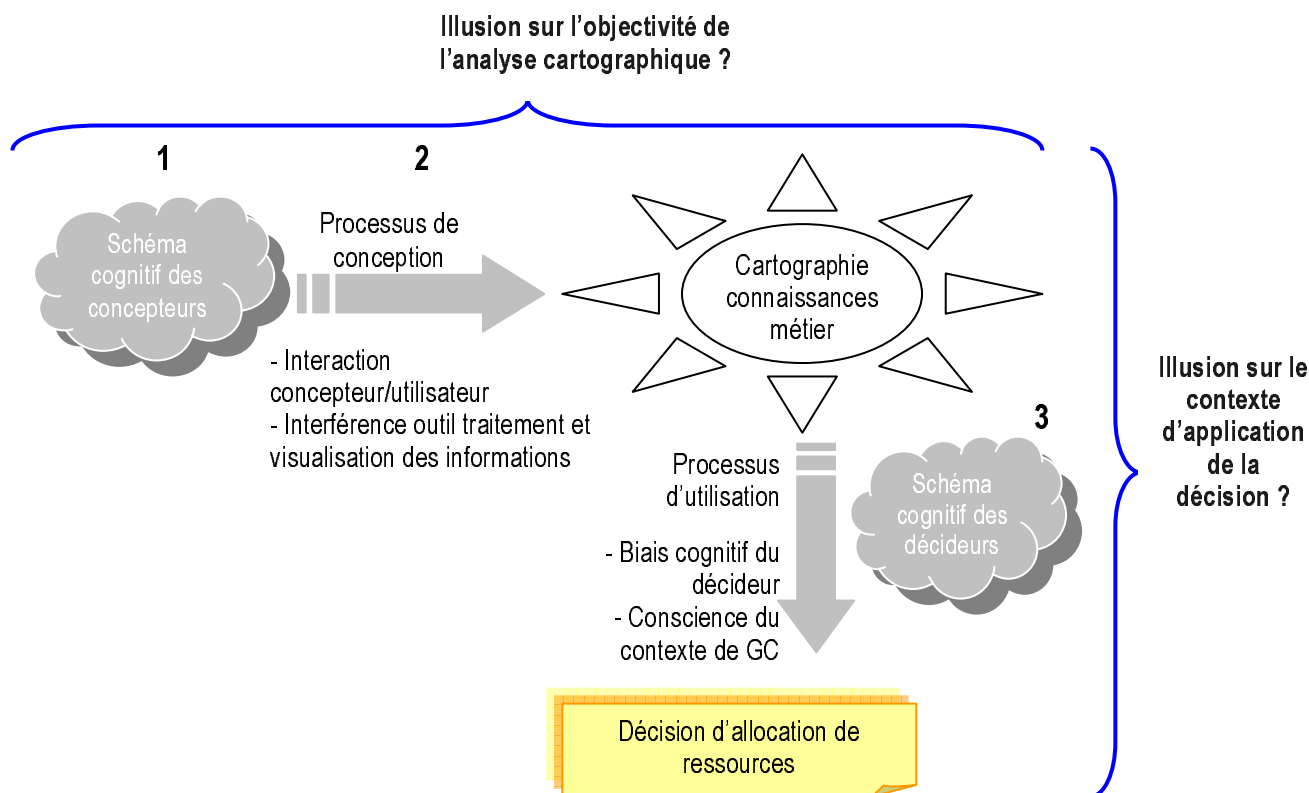 Illusion sur l’objectivité de
l’analyse cartographique ?
1
2
Schéma
cognitif des
concepteurs
Processus de
conception
- Interaction
concepteur/utilisateur
- Interférence outil traitement et
visualisation des informations
Cartographie
connaissances
métier
3
Processus
d’utilisation
Schéma
cognitif des
décideurs
- Biais cognitif du
décideur
- Conscience du
contexte de GC
Illusion sur le
contexte
d’application
de la
décision ?
Décision d’allocation de
ressources